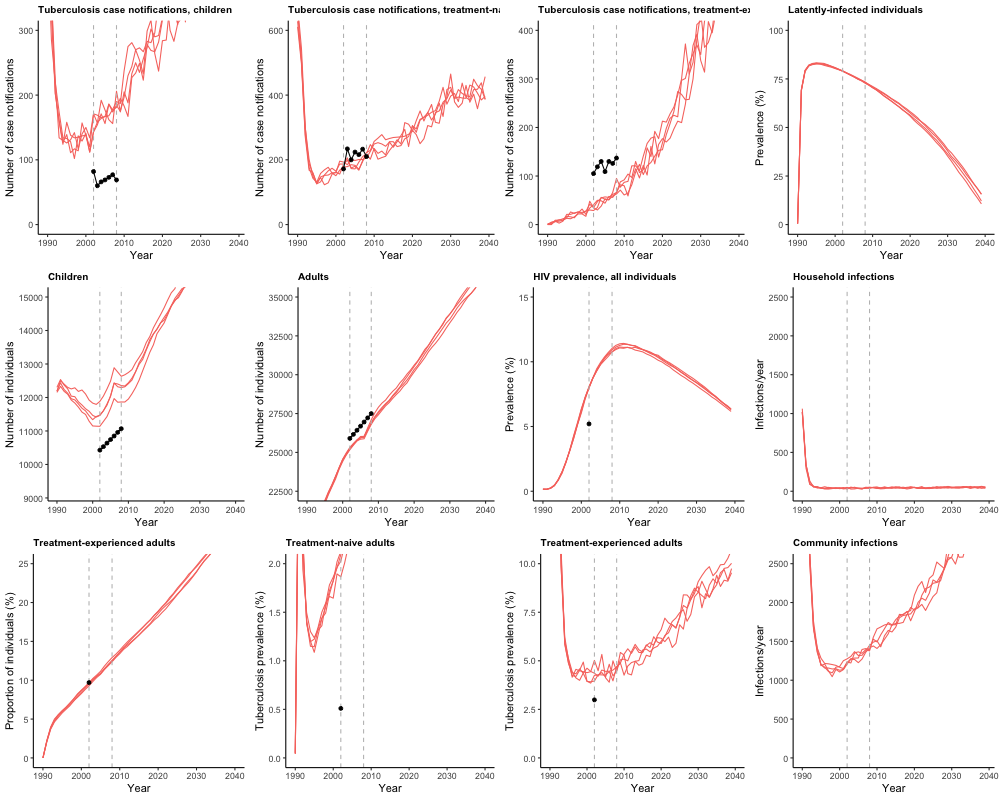 Tuberculosis case notifications, children
Number of case notifications
300
200
100
0
1990 2000 2010 2020 2030 2040
Year
Tuberculosis case notifications, treatment-na
Number of case notifications
600
400
200
0
1990 2000 2010 2020 2030 2040
Year
Tuberculosis case notifications, treatment-ex
Number of case notifications
400
300
200
100
0
1990 2000 2010 2020 2030 2040
Year
Latently-infected individuals
Prevalence (%)
100
75
50
25
0
1990 2000 2010 2020 2030 2040
Year
Children
Number of individuals
15000
14000
13000
12000
11000
10000
9000
1990 2000 2010 2020 2030 2040
Year
Adults
Number of individuals
35000
32500
30000
27500
25000
22500
1990 2000 2010 2020 2030 2040
Year
HIV prevalence, all individuals
Prevalence (%)
15
10
5
0
1990 2000 2010 2020 2030 2040
Year
Household infections
Infections/year
2500
2000
1500
1000
500
0
1990 2000 2010 2020 2030 2040
Year
Treatment-experienced adults
Proportion of individuals (%)
25
20
15
10
5
0
1990 2000 2010 2020 2030 2040
Year
Treatment-naive adults
Tuberculosis prevalence (%)
2.0
1.5
1.0
0.5
0.0
1990 2000 2010 2020 2030 2040
Year
Treatment-experienced adults
Tuberculosis prevalence (%)
10.0
7.5
5.0
2.5
0.0
1990 2000 2010 2020 2030 2040
Year
Community infections
Infections/year
2500
2000
1500
1000
500
0
1990 2000 2010 2020 2030 2040
Year